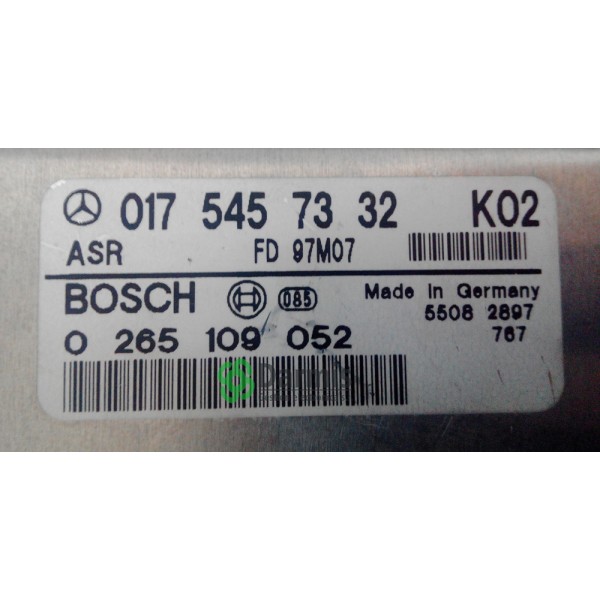 017 545 73 32 K02
ASR FD 97M07
BOSCH 085 Made in Germany
0 265 109 052 5508 2897
767